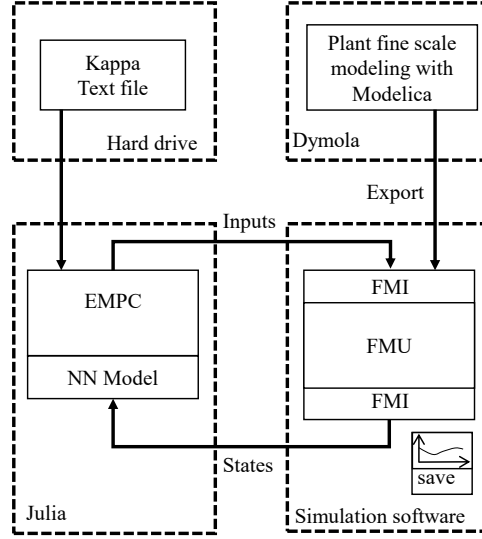 Kappa
Text file
Hard drive
Plant fine scale
modeling with
Modelica
Dymola
Export
Inputs
EMPC
NN Model
Julia
FMI
FMU
FMI
save
States
Simulation software